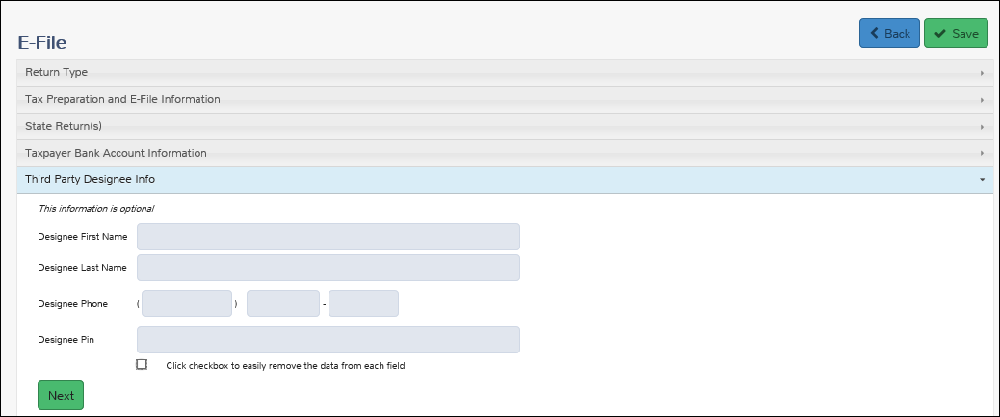 E-File
Back
Save
Return Type
Tax Preparation and E-File Information
State Return(s)
Taxpayer Bank Account Information
Third Party Designee Info
This information is optional
Designee First Name
Designee Last Name
Designee Phone ( ) -
Designee Pin
Click checkbox to easily remove the data from each field
Next